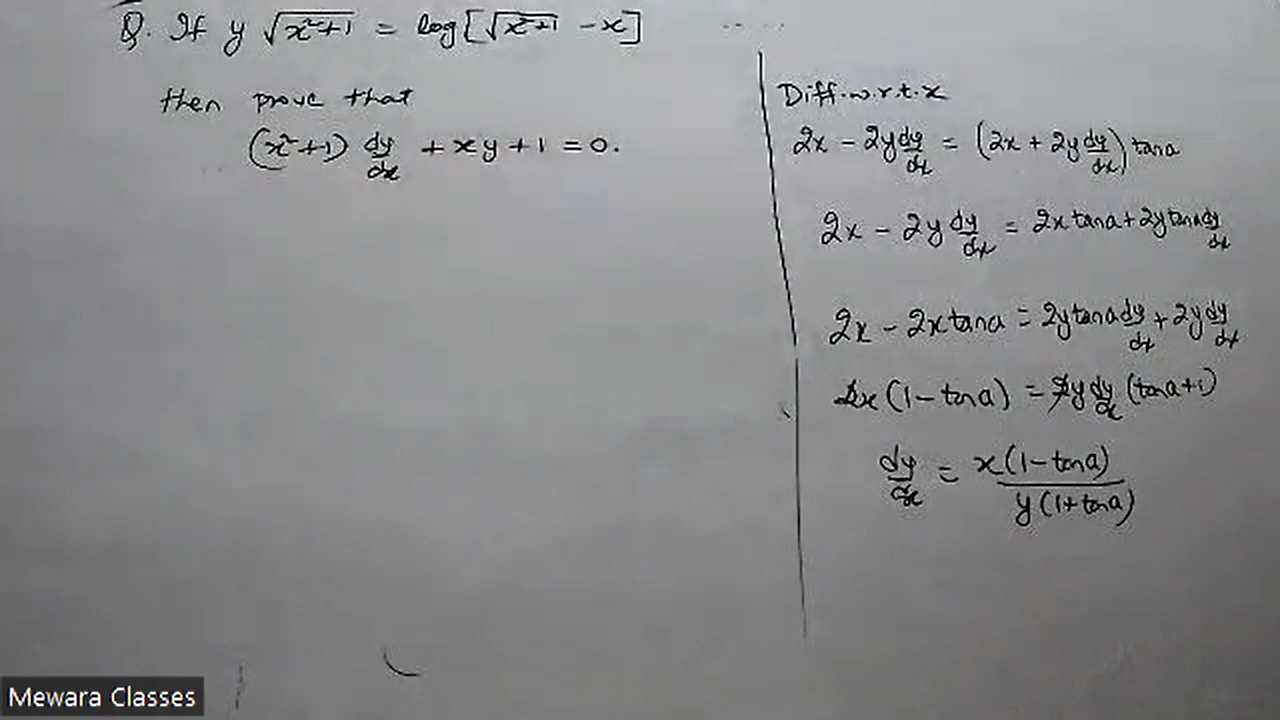 Q. If y √(x²+1) = log[√(x²+1) - x]
then prove that
(x²+1) dy/dx + xy + 1 = 0.
Diff. w.r.t. x
2x - 2y dy/dx = (2x + 2y dy/dx) tan a
2x - 2y dy/dx = 2x tan a + 2y tan a dy/dx
2x - 2x tan a = 2y tan a dy/dx + 2y dy/dx
2x (1 - tan a) = 2y dy/dx (tan a + 1)
dy/dx = x(1 - tan a) / y(1 + tan a)
Mewara Classes